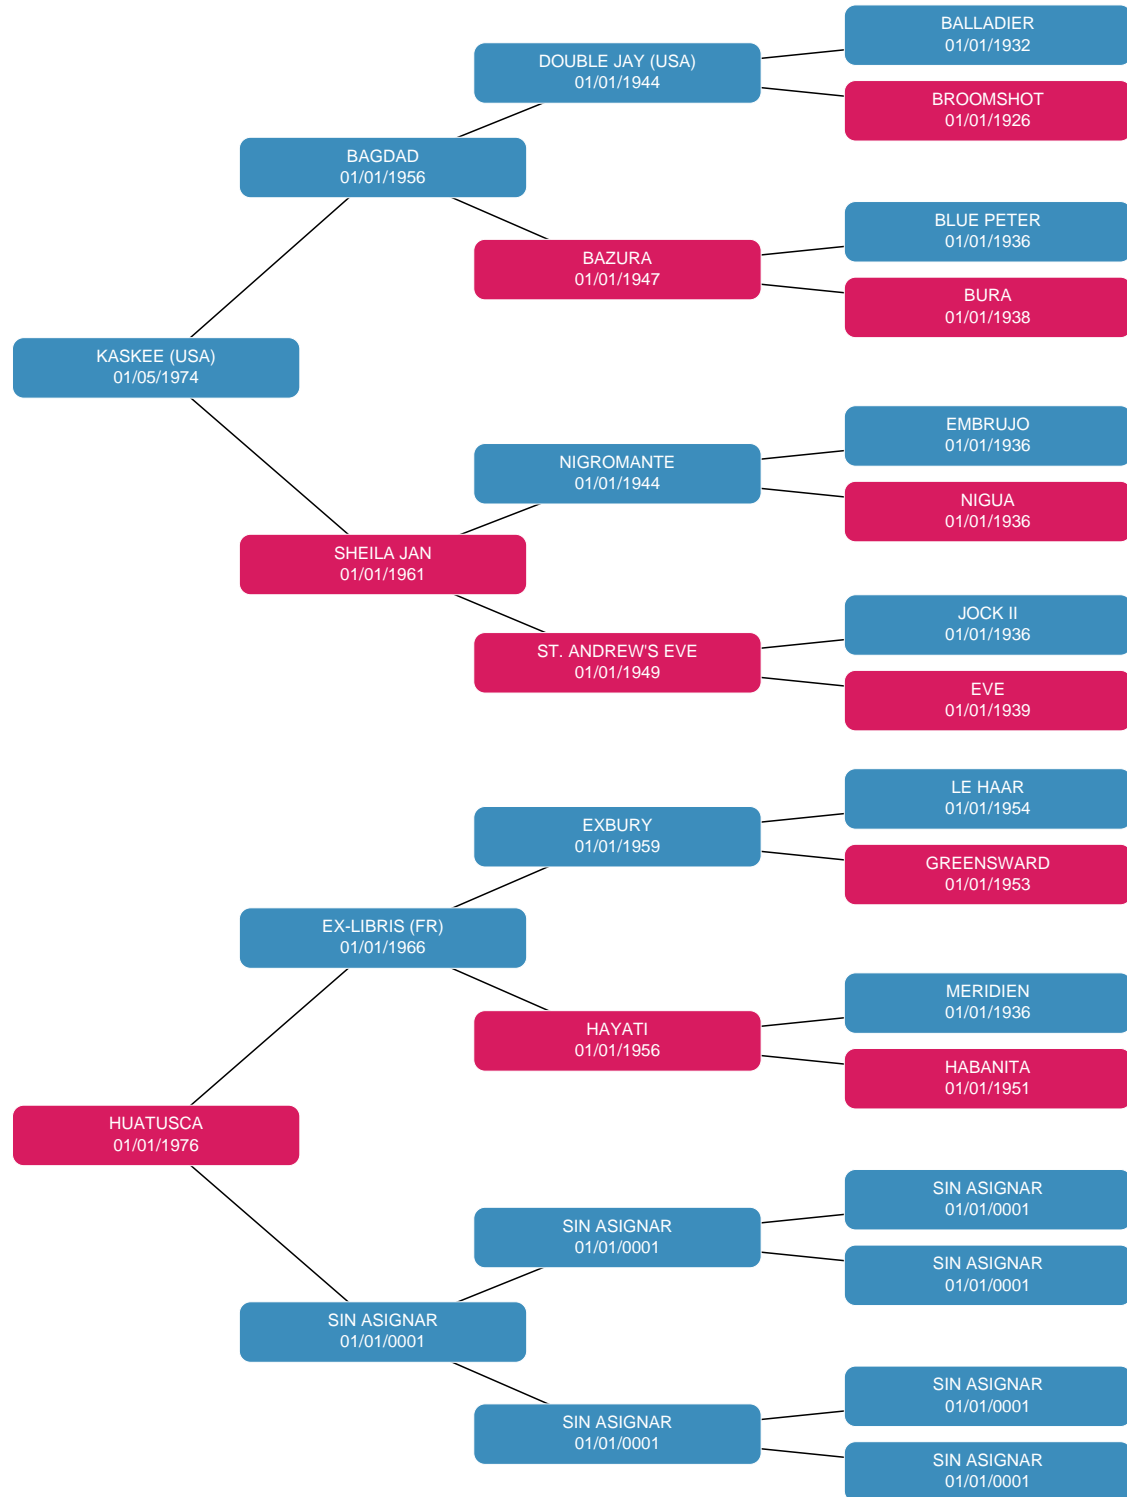 BALLADIER
01/01/1932
DOUBLE JAY (USA)
01/01/1944
BROOMSHOT
01/01/1926
BAGDAD
01/01/1956
BLUE PETER
01/01/1936
BAZURA
01/01/1947
BURA
01/01/1938
KASKEE (USA)
01/05/1974
EMBRUJO
01/01/1936
NIGROMANTE
01/01/1944
NIGUA
01/01/1936
SHEILA JAN
01/01/1961
JOCK II
01/01/1936
ST. ANDREW'S EVE
01/01/1949
EVE
01/01/1939
LE HAAR
01/01/1954
EXBURY
01/01/1959
GREENSWARD
01/01/1953
EX-LIBRIS (FR)
01/01/1966
MERIDIEN
01/01/1936
HAYATI
01/01/1956
HABANITA
01/01/1951
HUATUSCA
01/01/1976
SIN ASIGNAR
01/01/0001
SIN ASIGNAR
01/01/0001
SIN ASIGNAR
01/01/0001
SIN ASIGNAR
01/01/0001
SIN ASIGNAR
01/01/0001
SIN ASIGNAR
01/01/0001
SIN ASIGNAR
01/01/0001